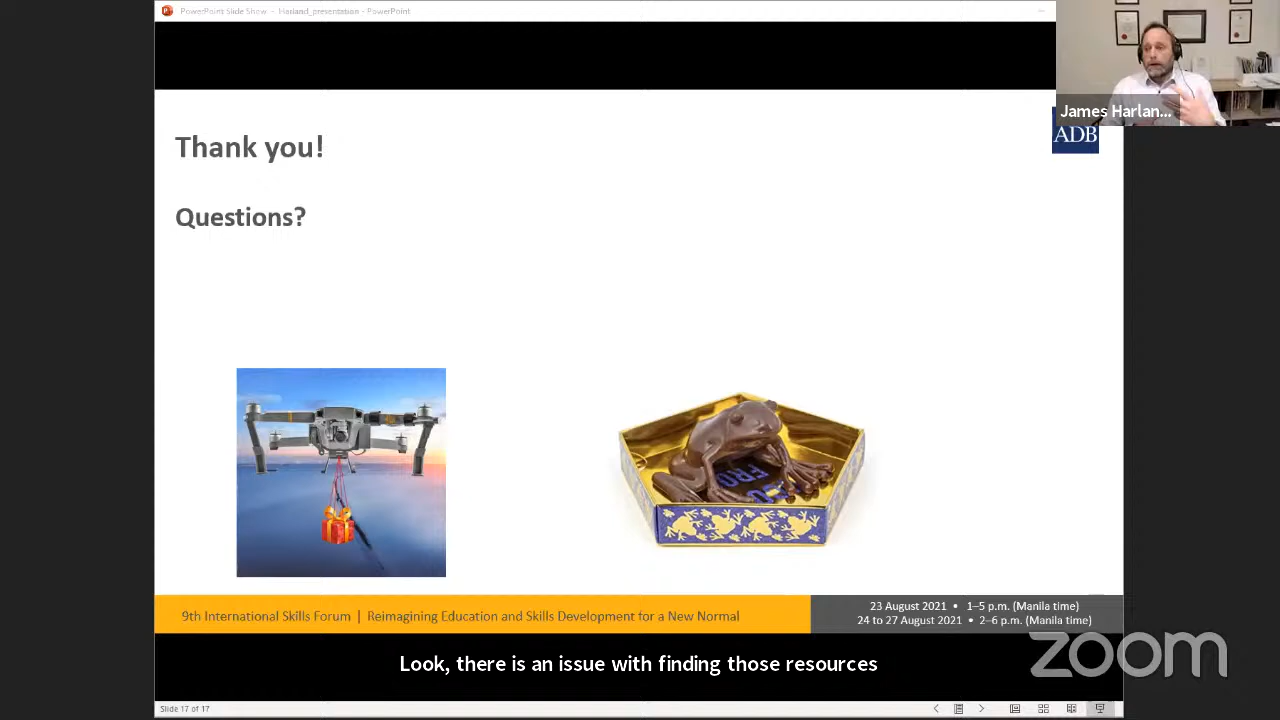 PowerPoint Slide Show - Harland_presentation - PowerPoint
James Harlan...
ADB
Thank you!
Questions?
FRO
9th International Skills Forum | Reimagining Education and Skills Development for a New Normal
23 August 2021 • 1–5 p.m. (Manila time)
24 to 27 August 2021 • 2–6 p.m. (Manila time)
Look, there is an issue with finding those resources
zoom
Slide 17 of 17